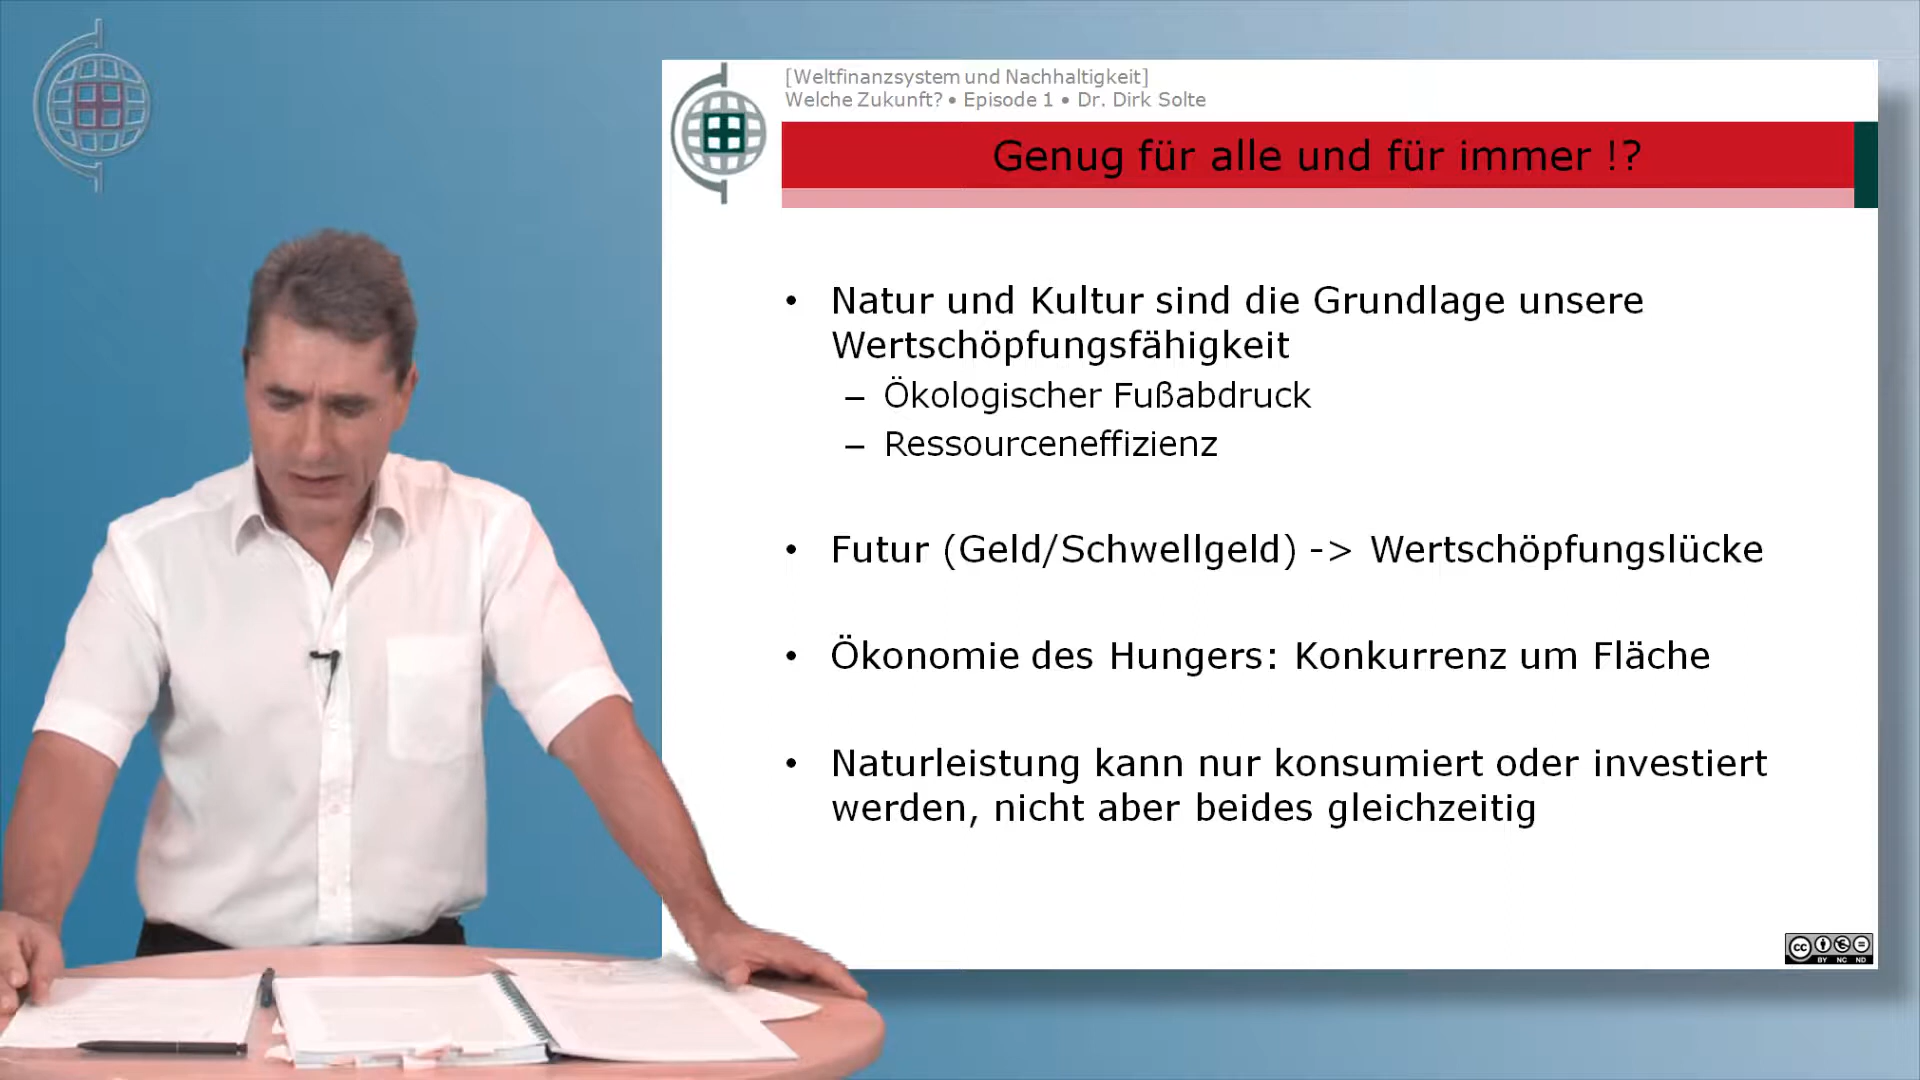 [Weltfinanzsystem und Nachhaltigkeit]
Welche Zukunft? • Episode 1 • Dr. Dirk Solte
Genug für alle und für immer !?
• Natur und Kultur sind die Grundlage unsere
Wertschöpfungsfähigkeit
– Ökologischer Fußabdruck
– Ressourceneffizienz
• Futur (Geld/Schwellgeld) -> Wertschöpfungslücke
• Ökonomie des Hungers: Konkurrenz um Fläche
• Naturleistung kann nur konsumiert oder investiert
werden, nicht aber beides gleichzeitig
cc
BY NC ND